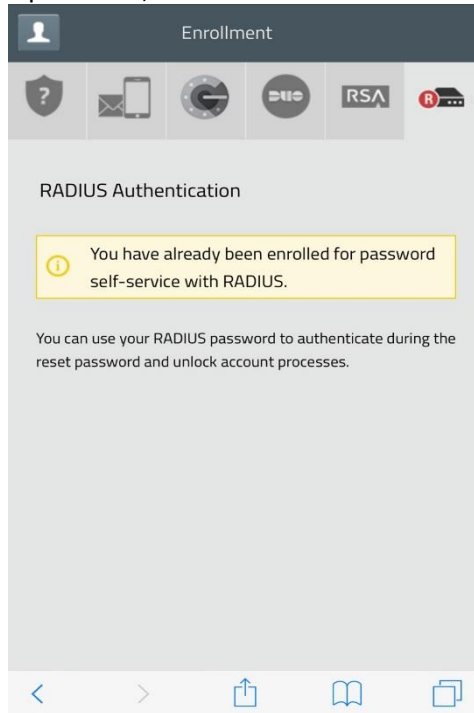 Enrollment
?
DUO
RSA
R
RADIUS Authentication
You have already been enrolled for password
self-service with RADIUS.
You can use your RADIUS password to authenticate during the
reset password and unlock account processes.